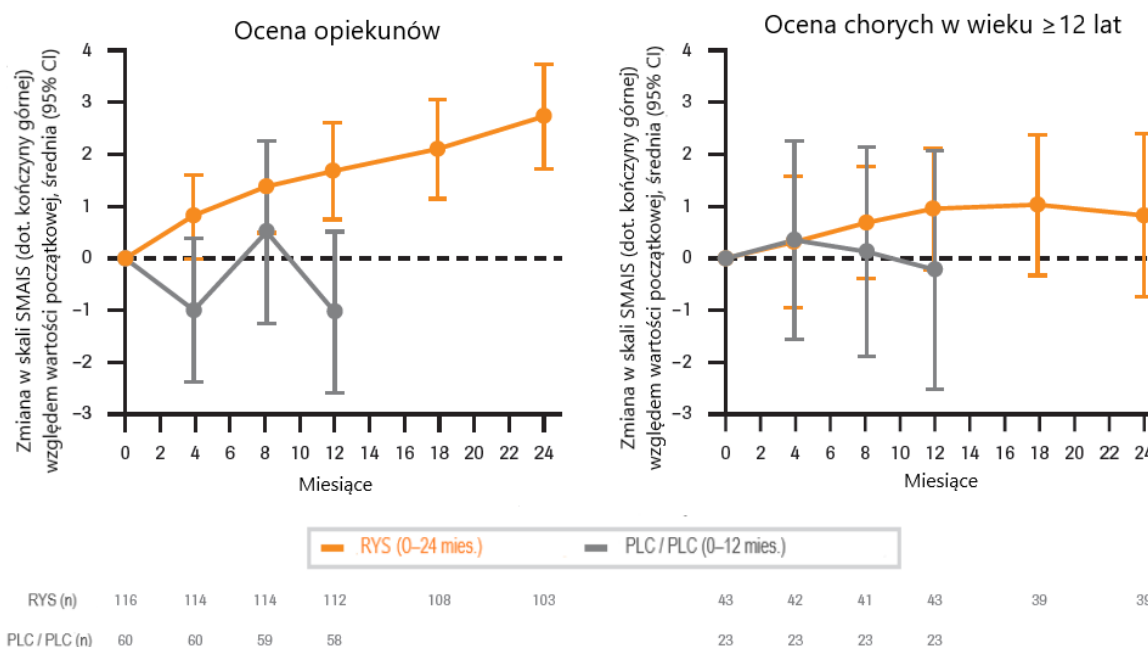 Ocena opiekunów
Zmiana w skali SMAIS (dot. kończyny górnej)
względem wartości początkowej, średnia (95% CI)
4
3
2
1
0
−1
−2
−3
0 2 4 6 8 10 12 14 16 18 20 22 24
Miesiące
Ocena chorych w wieku ≥12 lat
Zmiana w skali SMAIS (dot. kończyny górnej)
względem wartości początkowej, średnia (95% CI)
4
3
2
1
0
−1
−2
−3
0 2 4 6 8 10 12 14 16 18 20 22 24
Miesiące
RYS (0–24 mies.) PLC / PLC (0–12 mies.)
RYS (n) 116 114 114 112 108 103 43 42 41 43 39 39
PLC / PLC (n) 60 60 59 58 23 23 23 23